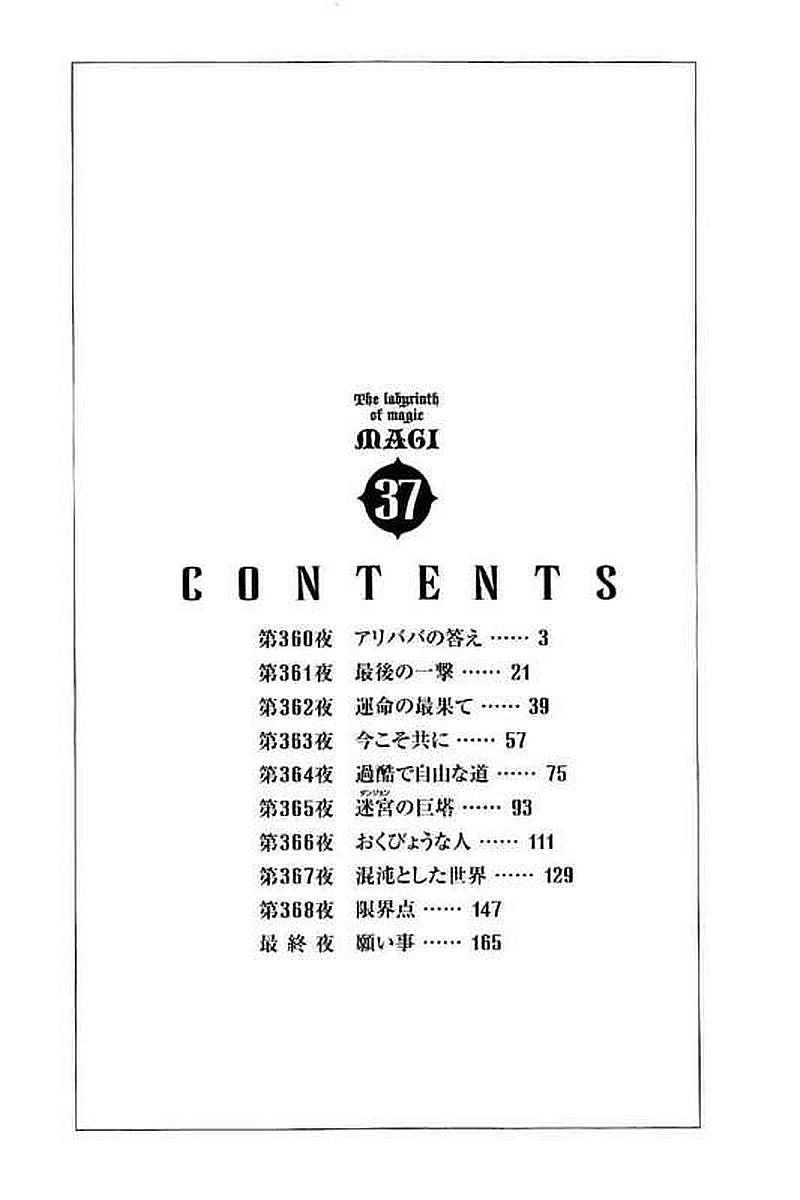 The labyrinth
of magic
MAGI
37
CONTENTS
第360夜 アリババの答え …… 3
第361夜 最後の一撃 …… 21
第362夜 運命の最果て …… 39
第363夜 今こそ共に …… 57
第364夜 過酷で自由な道 …… 75
ダンジョン
第365夜 迷宮の巨塔 …… 93
第366夜 おくびょうな人 …… 111
第367夜 混沌とした世界 …… 129
第368夜 限界点 …… 147
最終夜 願い事 …… 165